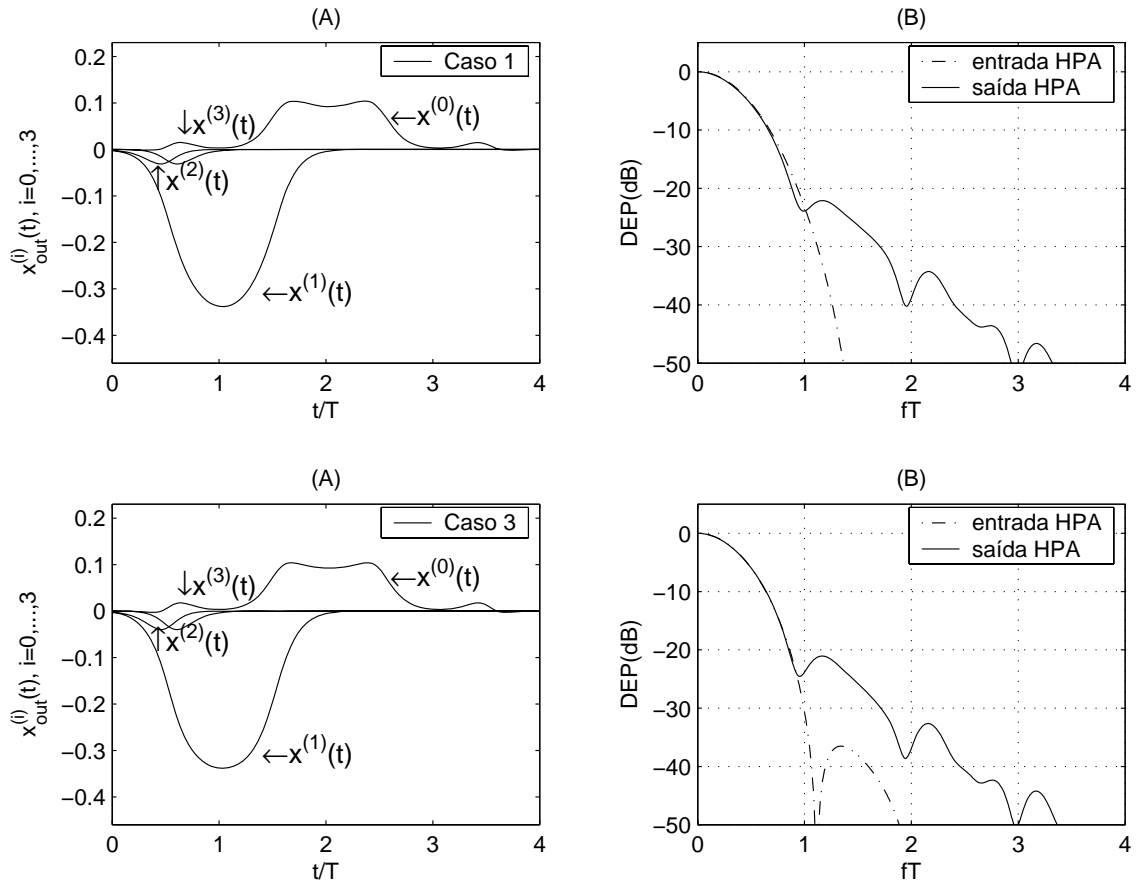 (A)
0.2
0.1
0
−0.1
−0.2
−0.3
−0.4
x_out^(i)(t), i=0,...,3
Caso 1
↓x^(3)(t)
←x^(0)(t)
↑x^(2)(t)
←x^(1)(t)
0 1 2 3 4
t/T
(B)
0
−10
−20
−30
−40
−50
DEP(dB)
entrada HPA
saída HPA
0 1 2 3 4
fT
(A)
0.2
0.1
0
−0.1
−0.2
−0.3
−0.4
x_out^(i)(t), i=0,...,3
Caso 3
↓x^(3)(t)
←x^(0)(t)
↑x^(2)(t)
←x^(1)(t)
0 1 2 3 4
t/T
(B)
0
−10
−20
−30
−40
−50
DEP(dB)
entrada HPA
saída HPA
0 1 2 3 4
fT